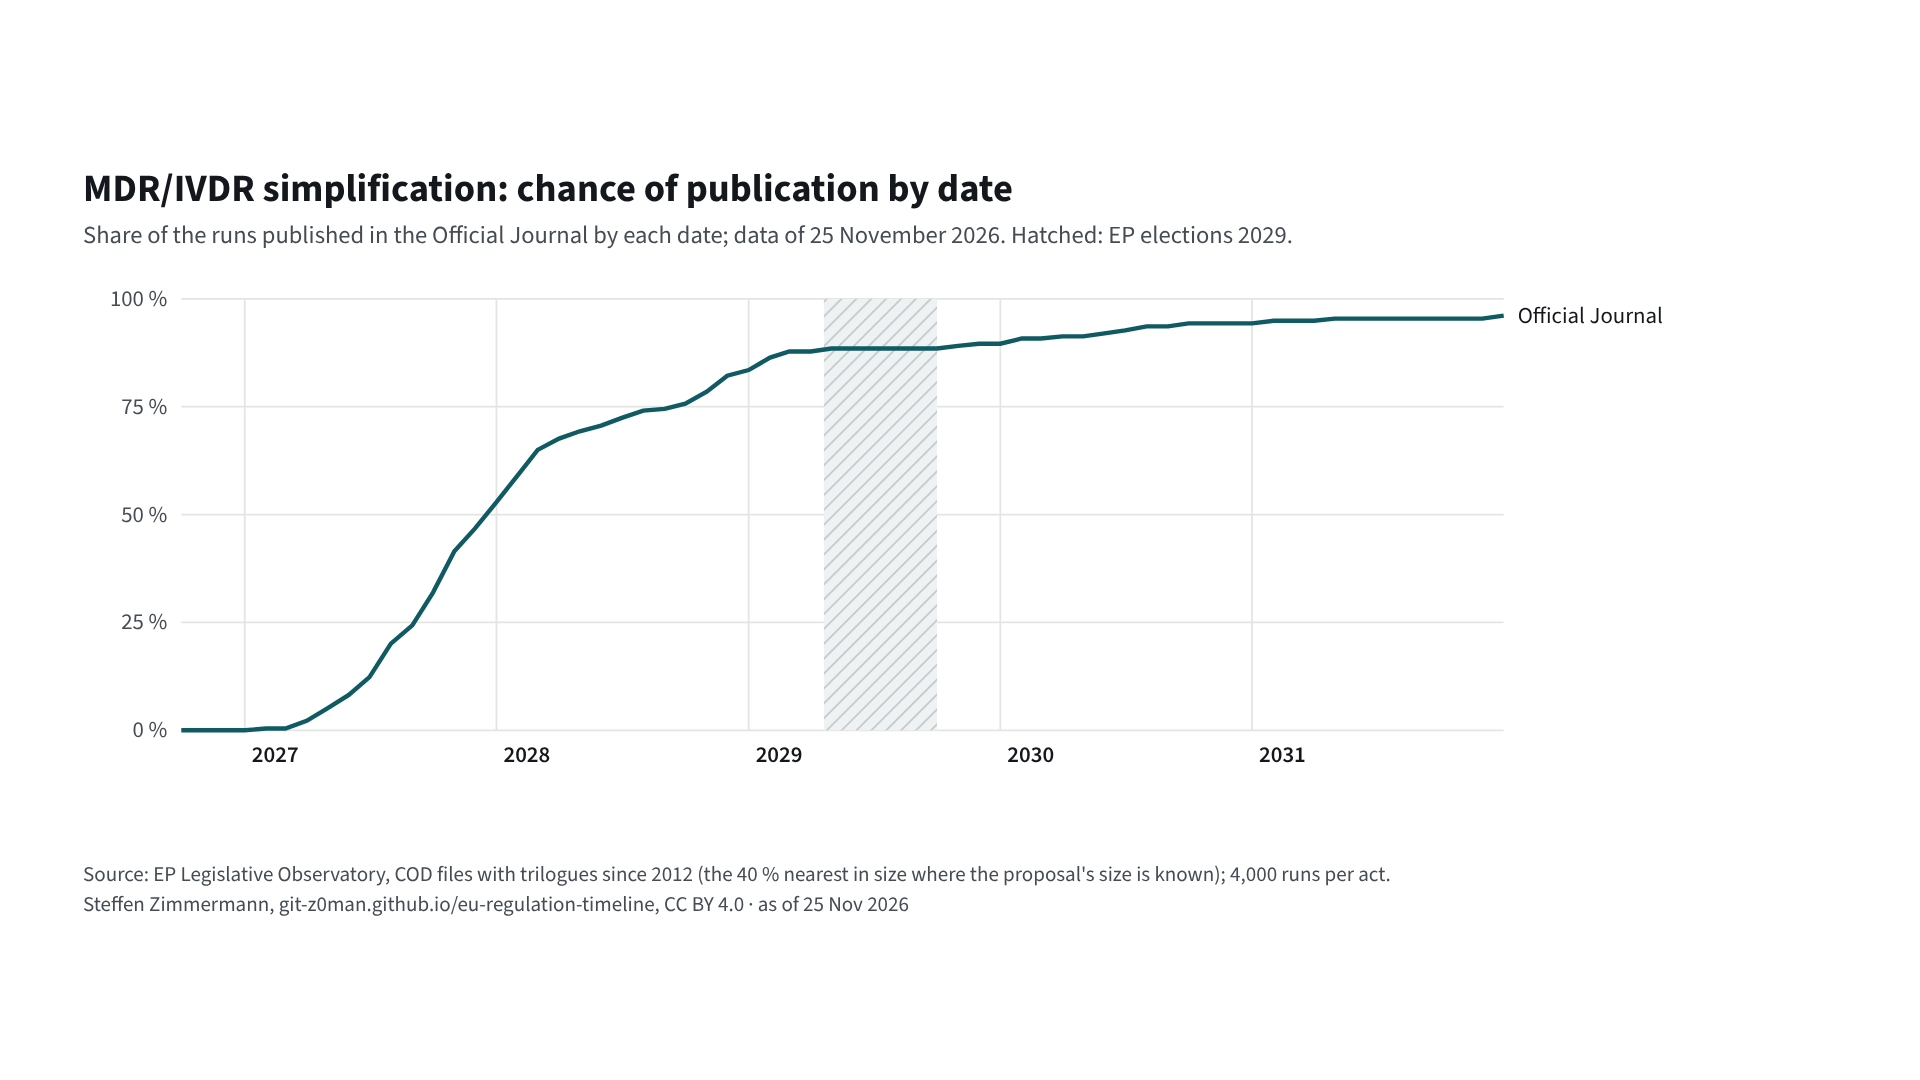 MDR/IVDR simplification: chance of publication by date
Share of the runs published in the Official Journal by each date; data of 25 November 2026. Hatched: EP elections 2029.
100 %
Official Journal
75 %
50 %
25 %
0 %
2027
2028
2029
2030
2031
Source: EP Legislative Observatory, COD files with trilogues since 2012 (the 40 % nearest in size where the proposal's size is known); 4,000 runs per act.
Steffen Zimmermann, git-z0man.github.io/eu-regulation-timeline, CC BY 4.0 · as of 25 Nov 2026